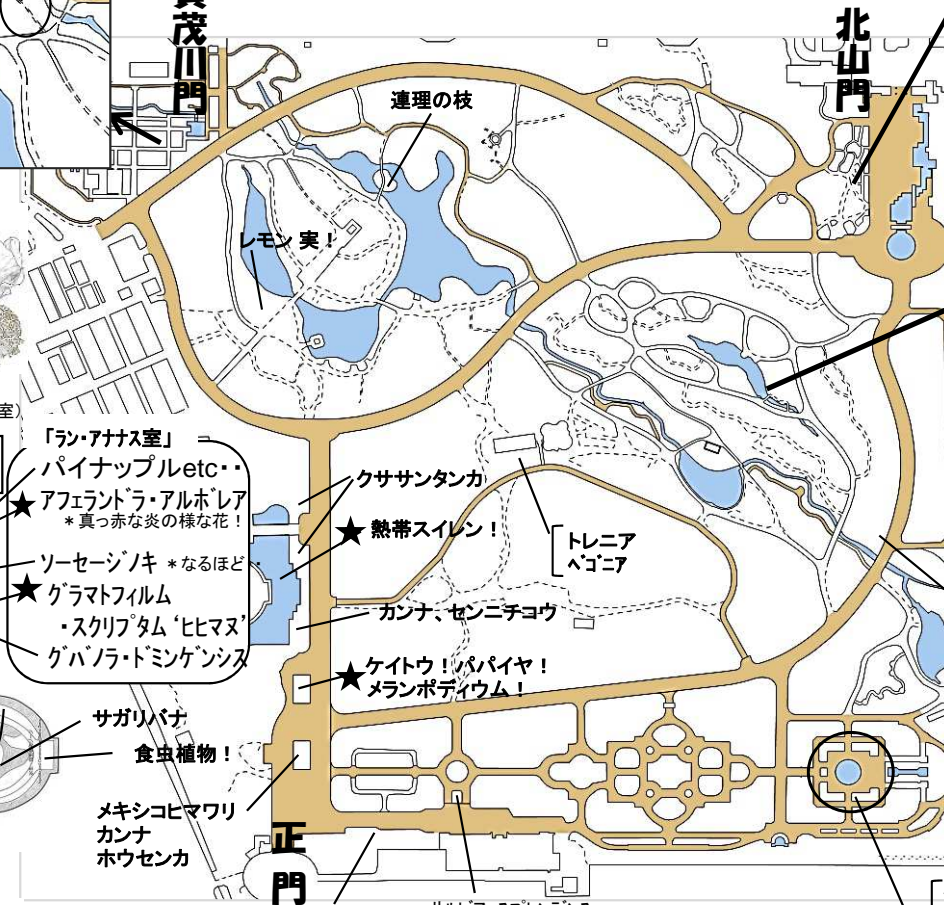 賀茂川門
北山門
連理の枝
レモン 実！
室）
「ラン・アナナス室」
パイナップルetc・・
★アフェランドラ・アルボレア
＊真っ赤な炎の様な花！
ソーセージノキ ＊なるほど・
★グラマトフィルム
・スクリプタム‘ヒヒマヌ’
グバノラ・ドミンゲンシス
クササンタンカ
★熱帯スイレン！
トレニア
ベゴニア
カンナ、センニチコウ
★ケイトウ！パパイヤ！
メランポディウム！
サガリバナ
食虫植物！
メキシコヒマワリ
カンナ
ホウセンカ
正門